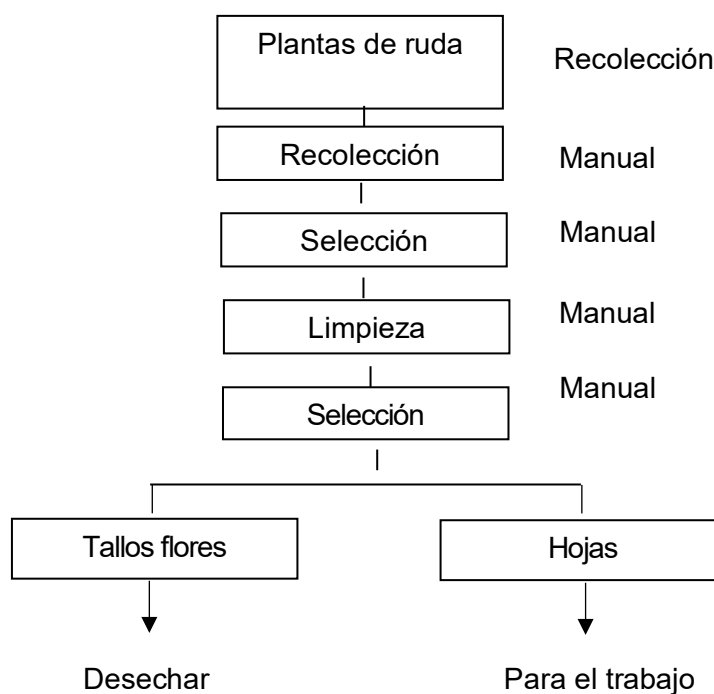 Plantas de ruda
Recolección
Recolección
Manual
Selección
Manual
Limpieza
Manual
Selección
Manual
Tallos flores
Hojas
Desechar
Para el trabajo